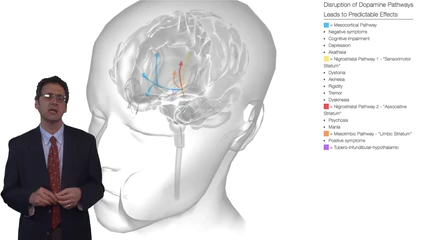 Disruption of Dopamine Pathways
Leads to Predictable Effects
= Mesocortical Pathway
• Negative symptoms
• Cognitive impairment
• Depression
• Akathisia
= Nigrostriatal Pathway 1 - "Sensorimotor
Striatum"
• Dystonia
• Akinesia
• Rigidity
• Tremor
• Dyskinesia
= Nigrostriatal Pathway 2 - "Associative
Striatum"
• Psychosis
• Mania
= Mesolimbic Pathway - "Limbic Striatum"
• Positive symptoms
= Tubero-infundibular-hypothalamic